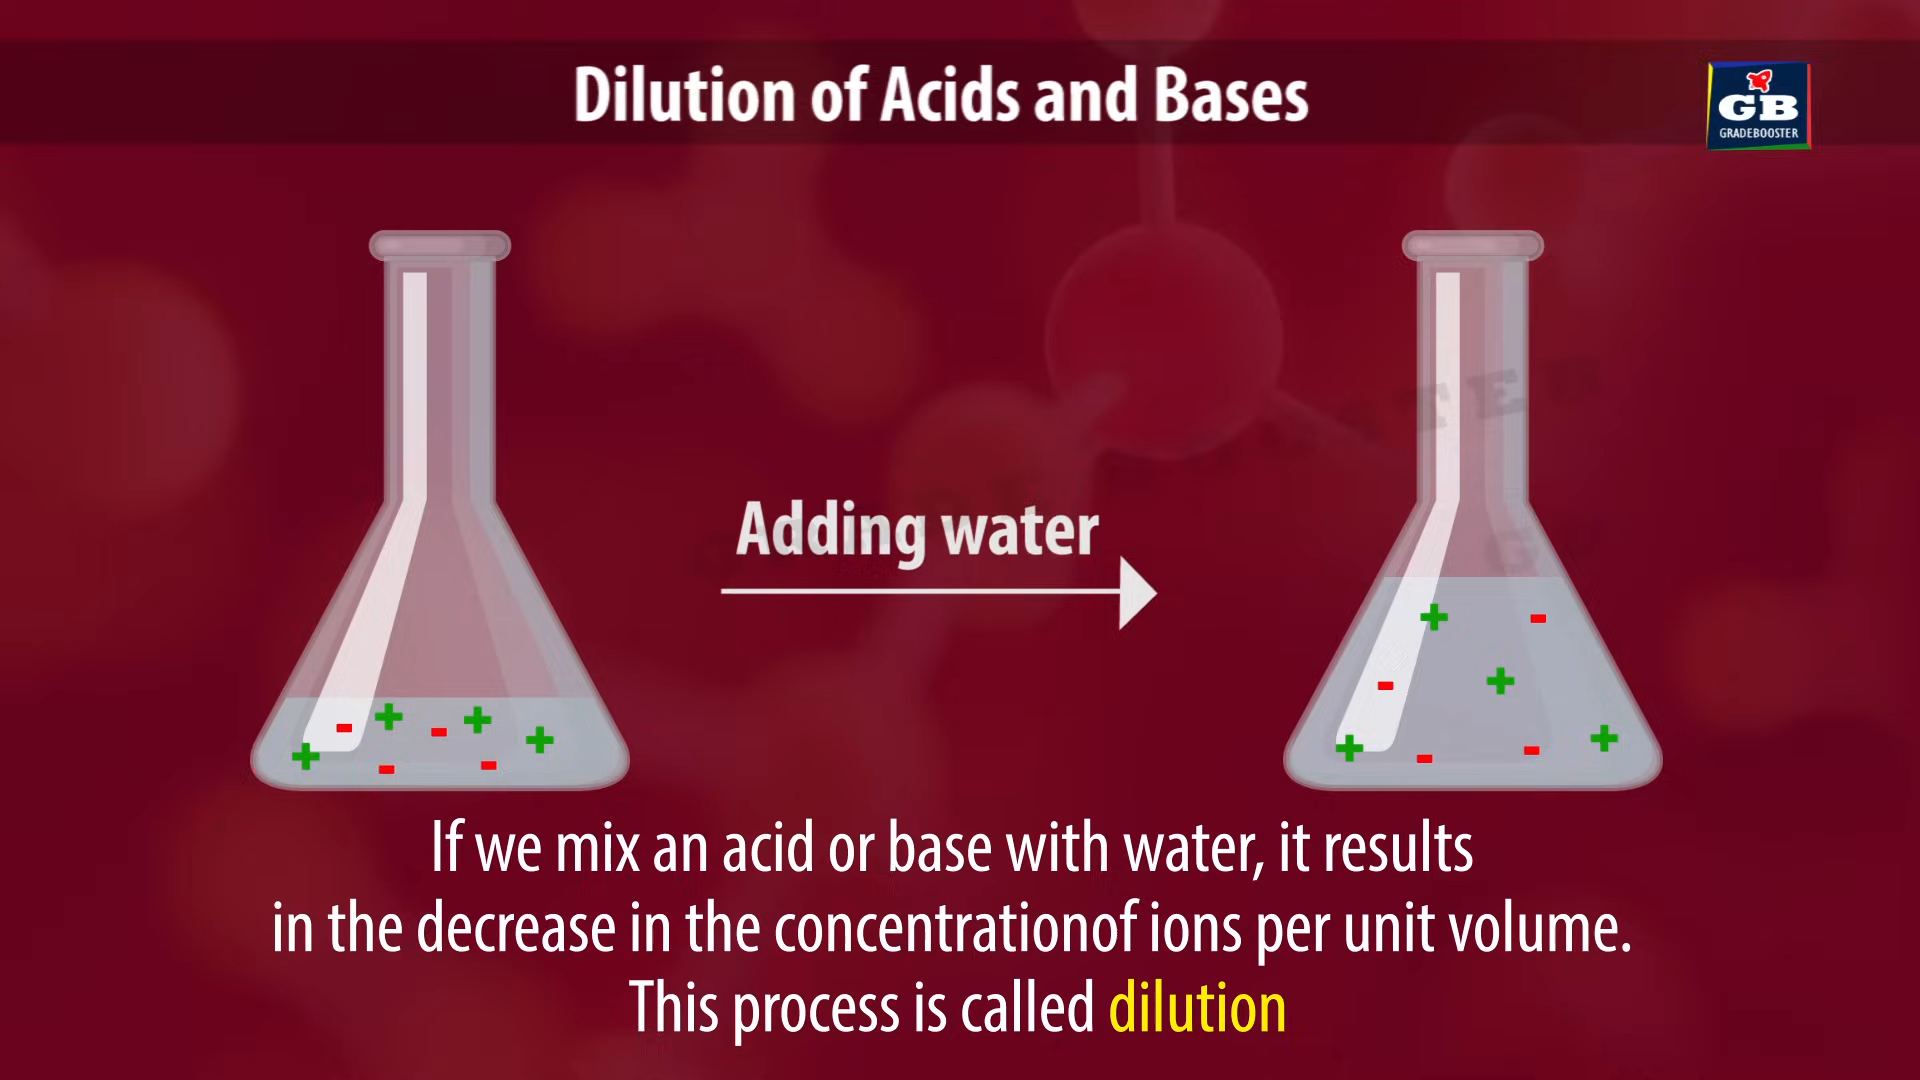 Dilution of Acids and Bases
GB
GRADEBOOSTER
Adding water
If we mix an acid or base with water, it results
in the decrease in the concentrationof ions per unit volume.
This process is called dilution